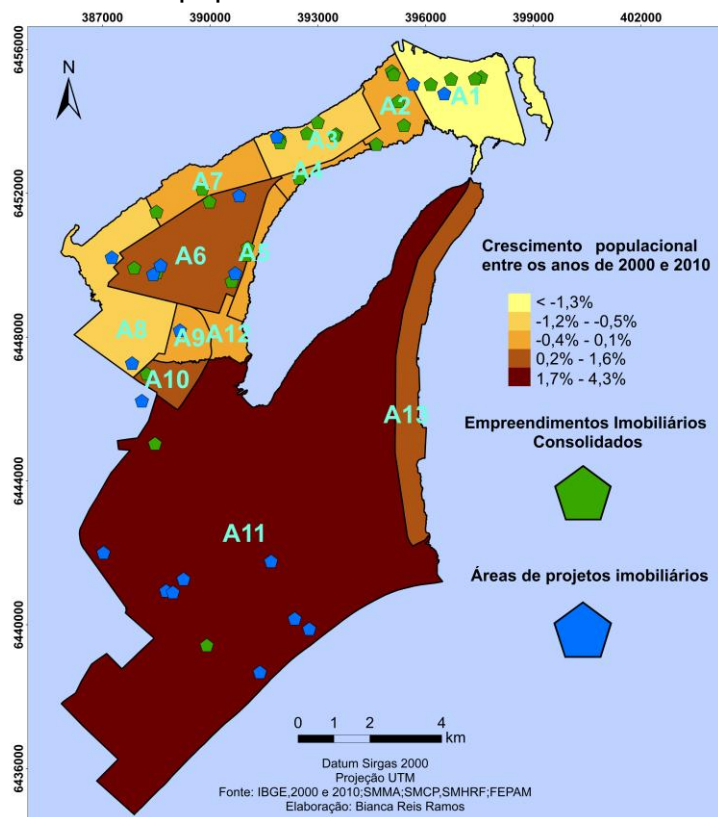 387000 390000 393000 396000 399000 402000
6456000
6452000
6448000
6444000
6440000
6436000
N
A1
A2
A3
A4
A7
A5
A6
A8
A9
A12
A10
A13
A11
Crescimento populacional
entre os anos de 2000 e 2010
< -1,3%
-1,2% - -0,5%
-0,4% - 0,1%
0,2% - 1,6%
1,7% - 4,3%
Empreendimentos Imobiliários
Consolidados
Áreas de projetos imobiliários
0 1 2 4
km
Datum Sirgas 2000
Projeção UTM
Fonte: IBGE,2000 e 2010;SMMA;SMCP,SMHRF;FEPAM
Elaboração: Bianca Reis Ramos